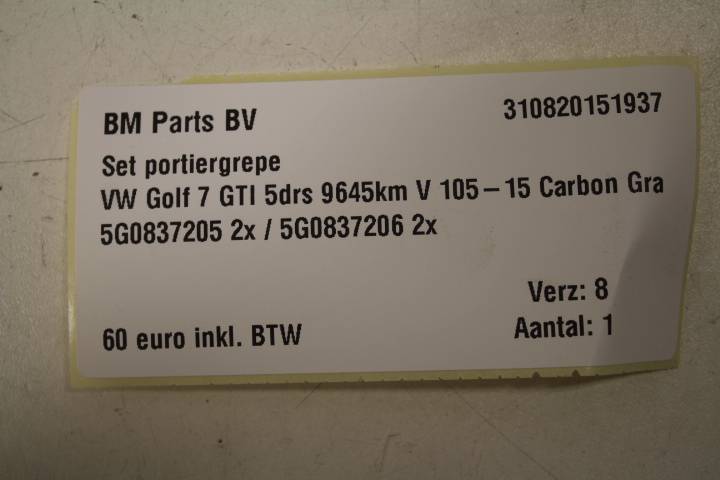 BM Parts BV 310820151937
Set portiergrepe
VW Golf 7 GTI 5drs 9645km V 105-15 Carbon Gra
5G0837205 2x / 5G0837206 2x
Verz: 8
60 euro inkl. BTW Aantal: 1